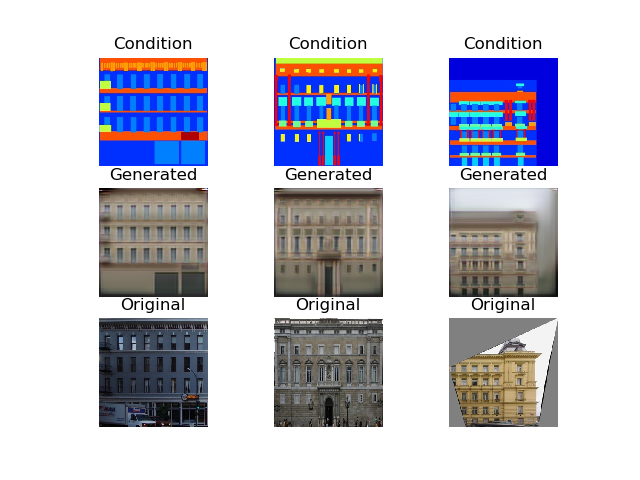 Condition Condition Condition
Generated Generated Generated
Original Original Original